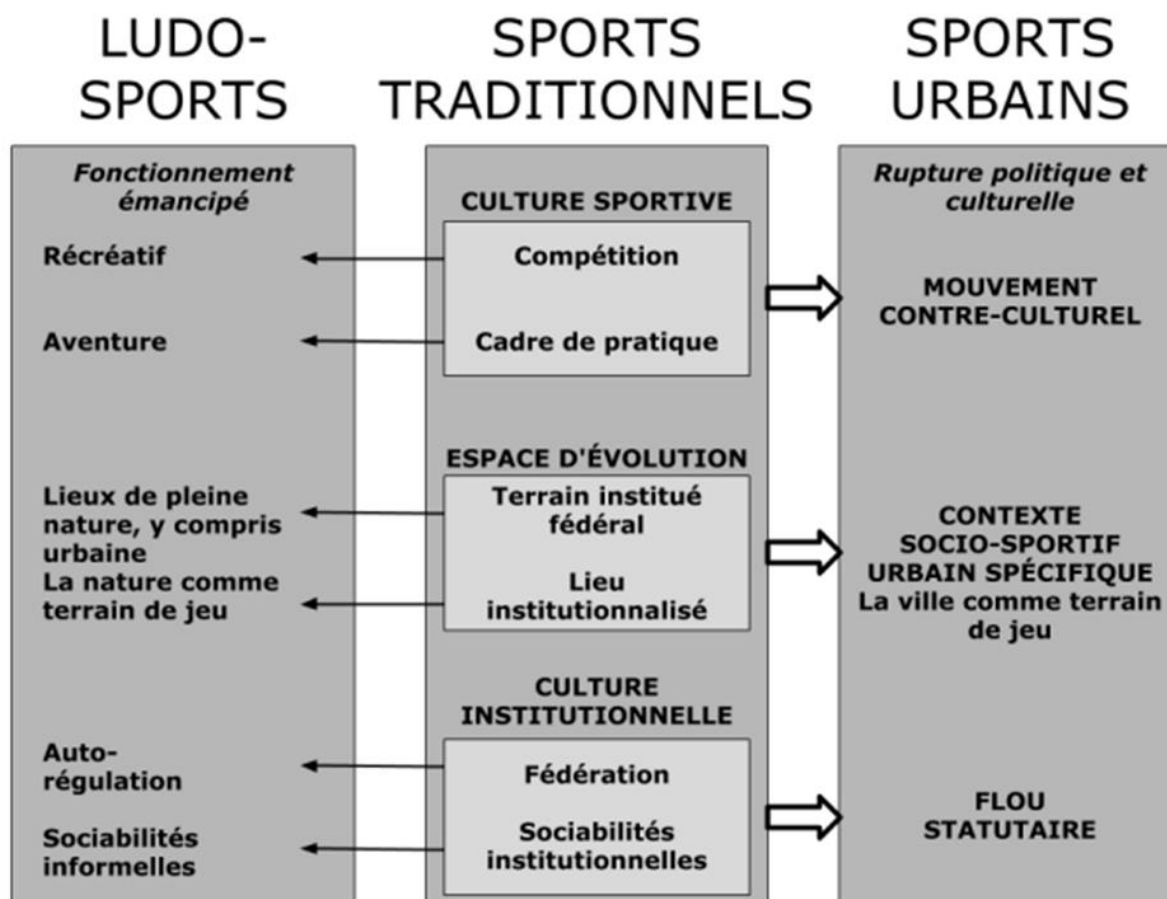 LUDO-
SPORTS
SPORTS
TRADITIONNELS
SPORTS
URBAINS
Fonctionnement
émancipé
Récréatif
Aventure
Lieux de pleine
nature, y compris
urbaine
La nature comme
terrain de jeu
Auto-
régulation
Sociabilités
informelles
CULTURE SPORTIVE
Compétition
Cadre de pratique
ESPACE D'ÉVOLUTION
Terrain institué
fédéral
Lieu
institutionnalisé
CULTURE
INSTITUTIONNELLE
Fédération
Sociabilités
institutionnelles
Rupture politique et
culturelle
MOUVEMENT
CONTRE-CULTUREL
CONTEXTE
SOCIO-SPORTIF
URBAIN SPÉCIFIQUE
La ville comme terrain
de jeu
FLOU
STATUTAIRE